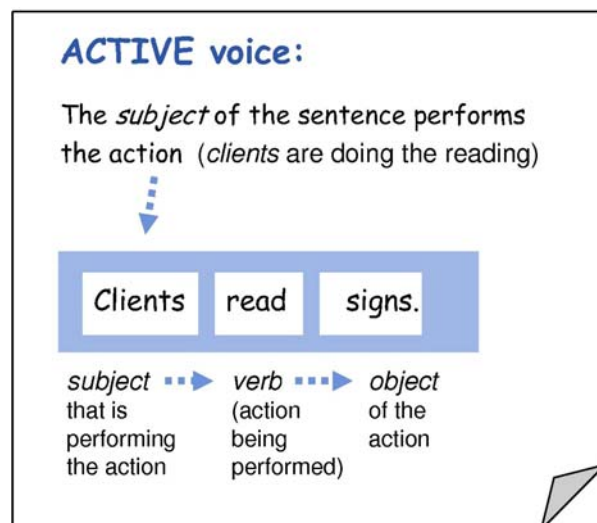 ACTIVE voice:
The subject of the sentence performs
the action (clients are doing the reading)
Clients read signs.
subject verb object
that is (action of the
performing being action
the action performed)